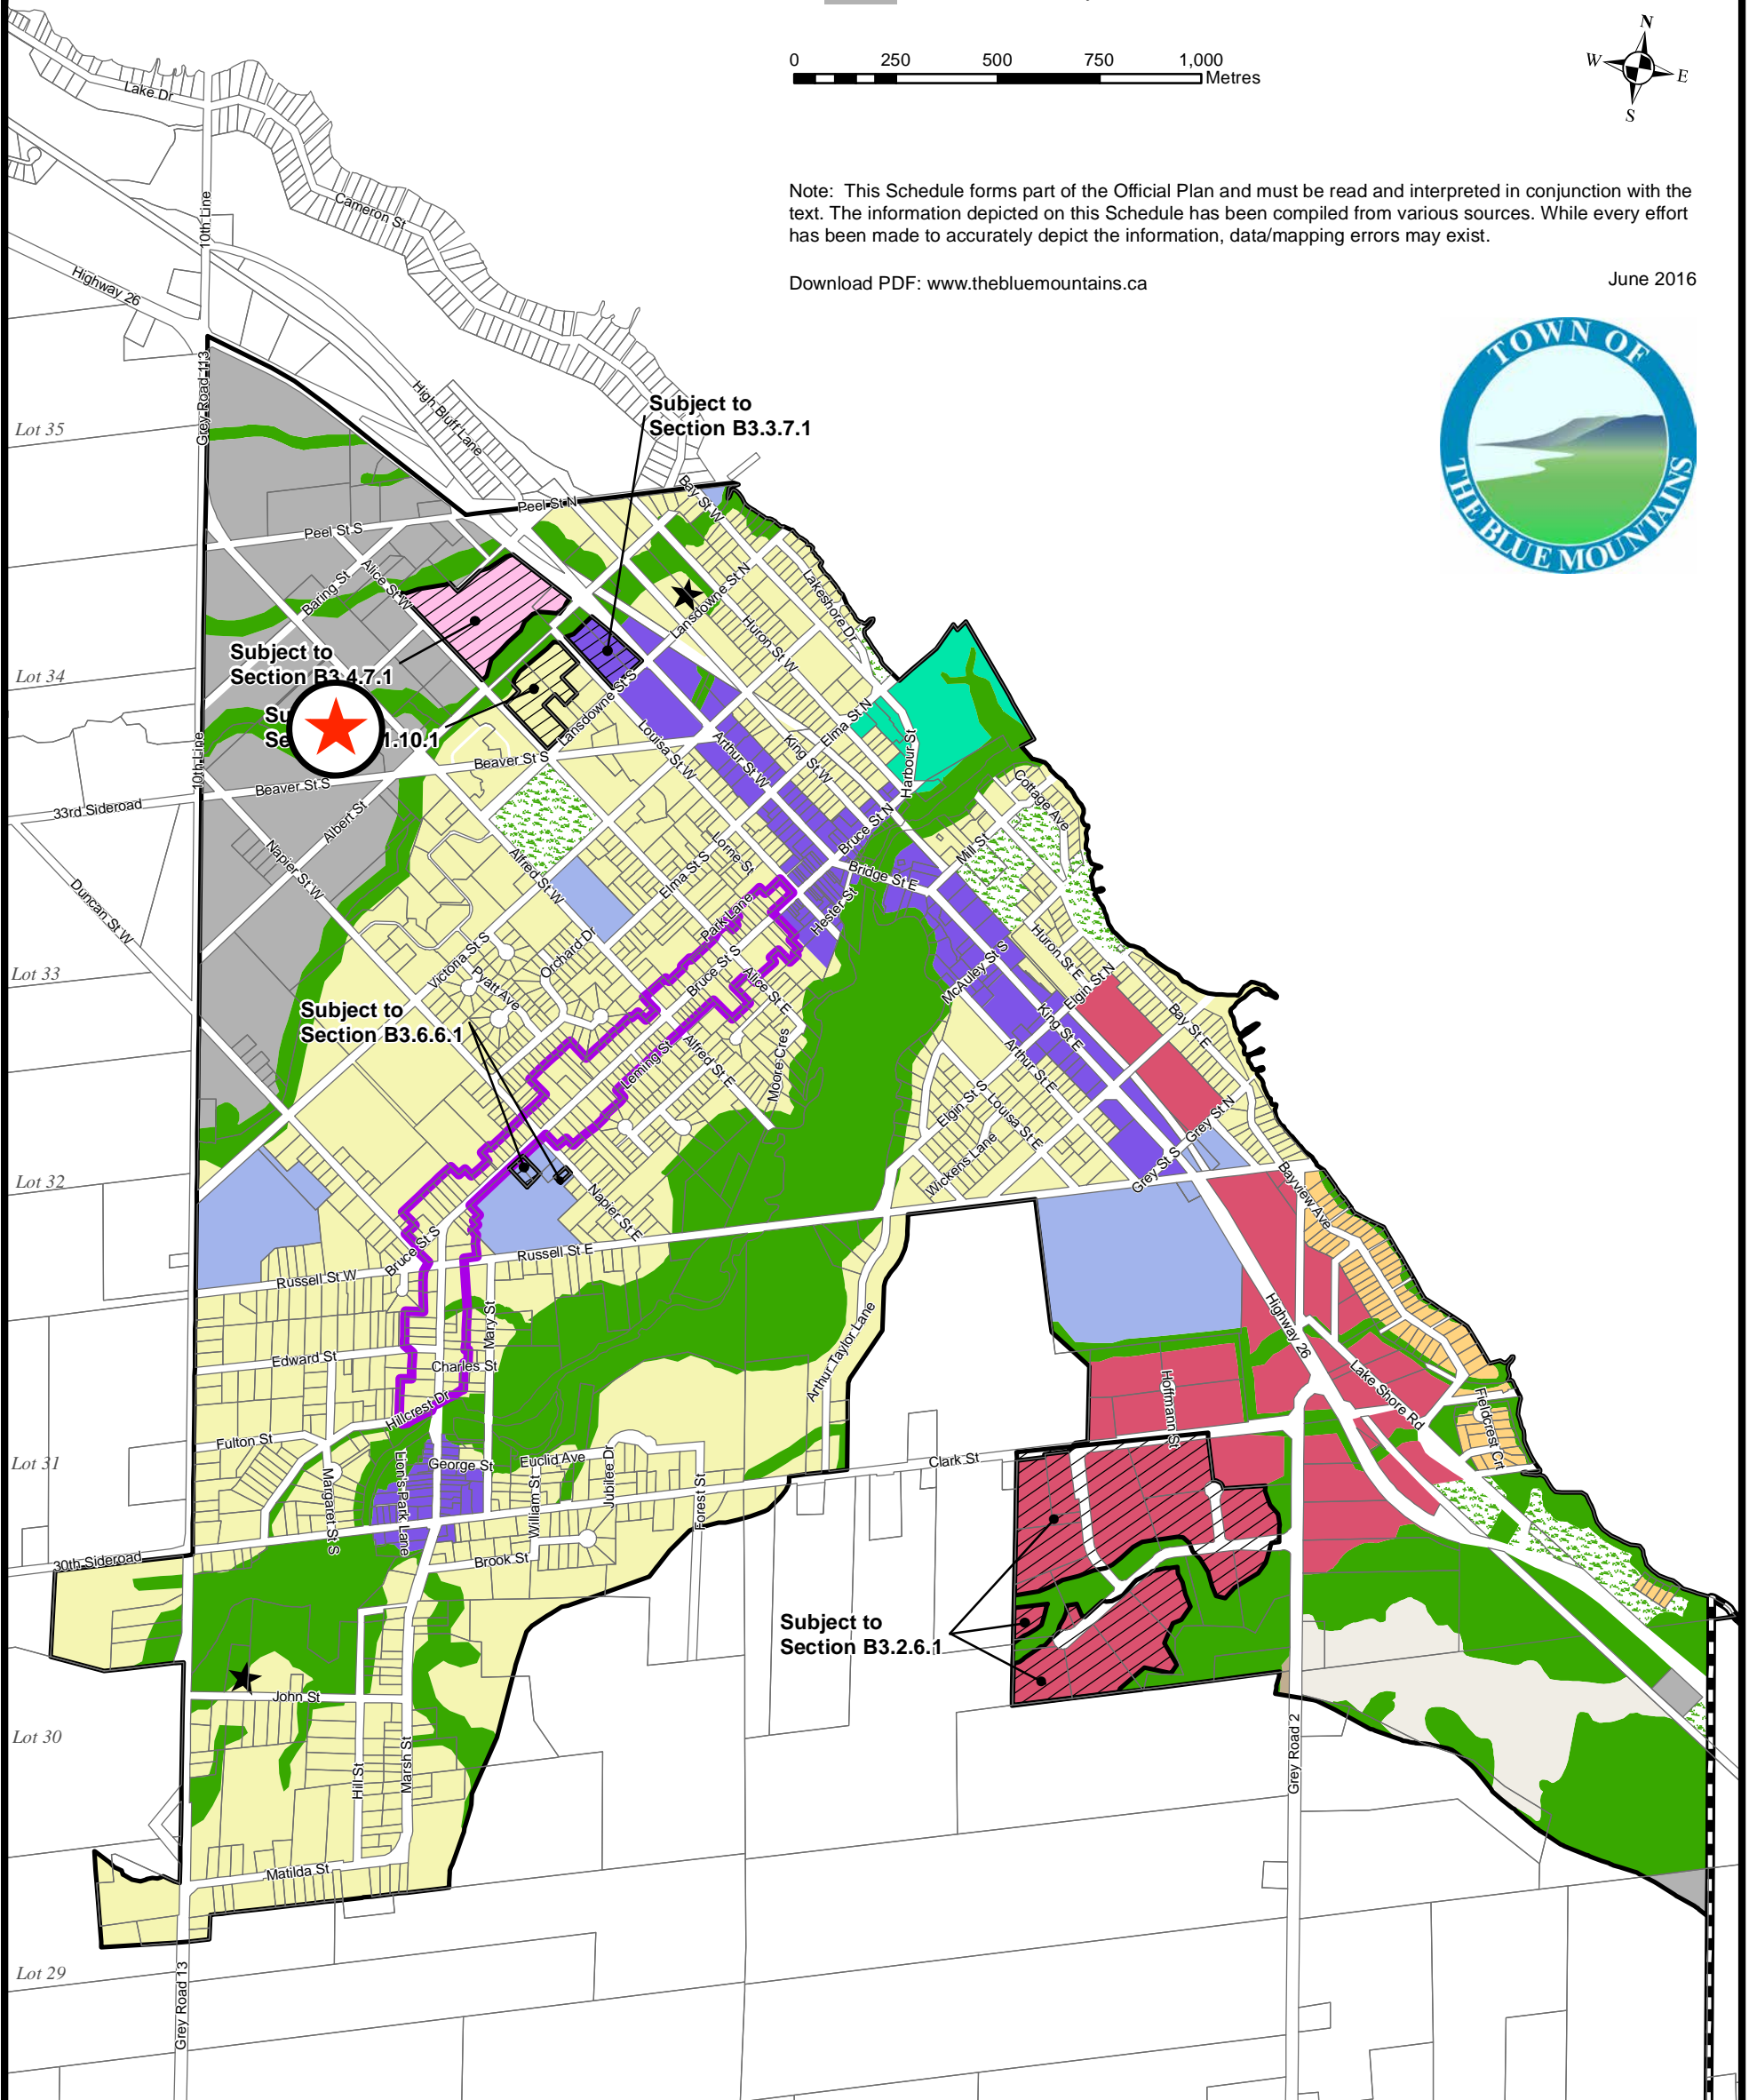 0 250 500 750 1,000
Metres
N
W
E
S
Note: This Schedule forms part of the Official Plan and must be read and interpreted in conjunction with the
text. The information depicted on this Schedule has been compiled from various sources. While every effort
has been made to accurately depict the information, data/mapping errors may exist.
Download PDF: www.thebluemountains.ca
June 2016
TOWN OF
THE BLUE MOUNTAINS
Lake Dr
10th Line
Cameron St
Highway 26
Grey Road 113
High Bluff Lane
Subject to
Section B3.3.7.1
Lot 35
Peel St N
Bay St W
Peel St S
Alice St W
Baring St
Lansdowne St N
Lakeshore Dr
Huron St W
Subject to
Section B3.4.7.1
Lot 34
1.10.1
Lansdowne St S
Louisa St W
Arthur St W
King St W
Elma St N
Harbour St
10th Line
Beaver St S
Beaver St S
33rd Sideroad
Albert St
Napier St W
Duncan St W
Cottage Ave
Mill St
Bruce St N
Bridge St E
Lorne St
Elma St S
Alfred St W
Park Lane
Hester St
Orchard Dr
Victoria St S
Pyatt Ave
Bruce St S
Alice St E
Lot 33
McAuley St S
Huron St E
Elgin St N
Bay St E
King St E
Arthur St E
Subject to
Section B3.6.6.1
Leming St
Alfred St E
Moore Cres
Elgin St S
Louisa St E
Wickens Lane
Grey St N
Grey St S
Bayview Ave
Lot 32
Napier St E
Bruce St S
Russell St E
Russell St W
Mary St
Edward St
Charles St
Hillcrest Dr
Arthur Taylor Lane
Highway 26
Lake Shore Rd
Hoffmann St
Fieldcrest Crt
Fulton St
Lot 31
Lion's Park Lane
George St
Euclid Ave
Jubilee Dr
Margaret St S
William St
Forest St
Clark St
30th Sideroad
Brook St
Subject to
Section B3.2.6.1
John St
Lot 30
Hill St
Marsh St
Grey Road 2
Matilda St
Lot 29
Grey Road 13